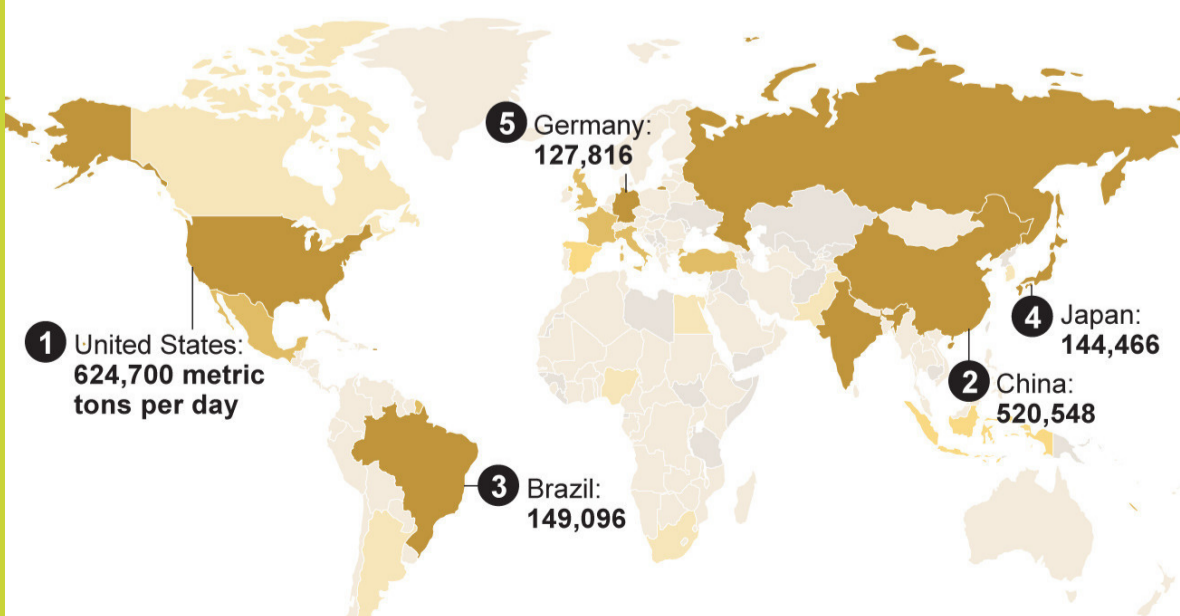 1 United States:
624,700 metric
tons per day
2 China:
520,548
3 Brazil:
149,096
4 Japan:
144,466
5 Germany:
127,816